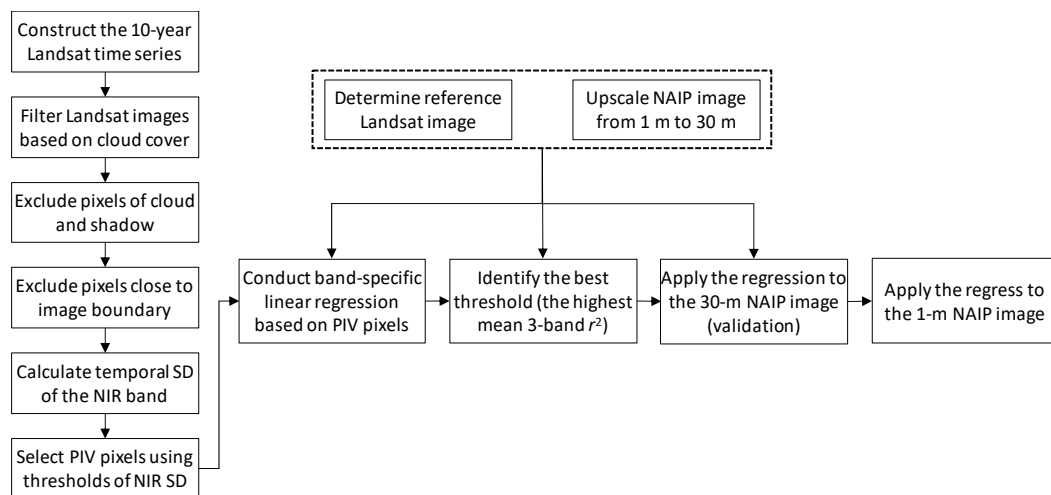 Construct the 10-year
Landsat time series
Filter Landsat images
based on cloud cover
Exclude pixels of cloud
and shadow
Exclude pixels close to
image boundary
Calculate temporal SD
of the NIR band
Select PIV pixels using
thresholds of NIR SD
Determine reference
Landsat image
Upscale NAIP image
from 1 m to 30 m
Conduct band-specific
linear regression
based on PIV pixels
Identify the best
threshold (the highest
mean 3-band r²)
Apply the regression to
the 30-m NAIP image
(validation)
Apply the regress to
the 1-m NAIP image